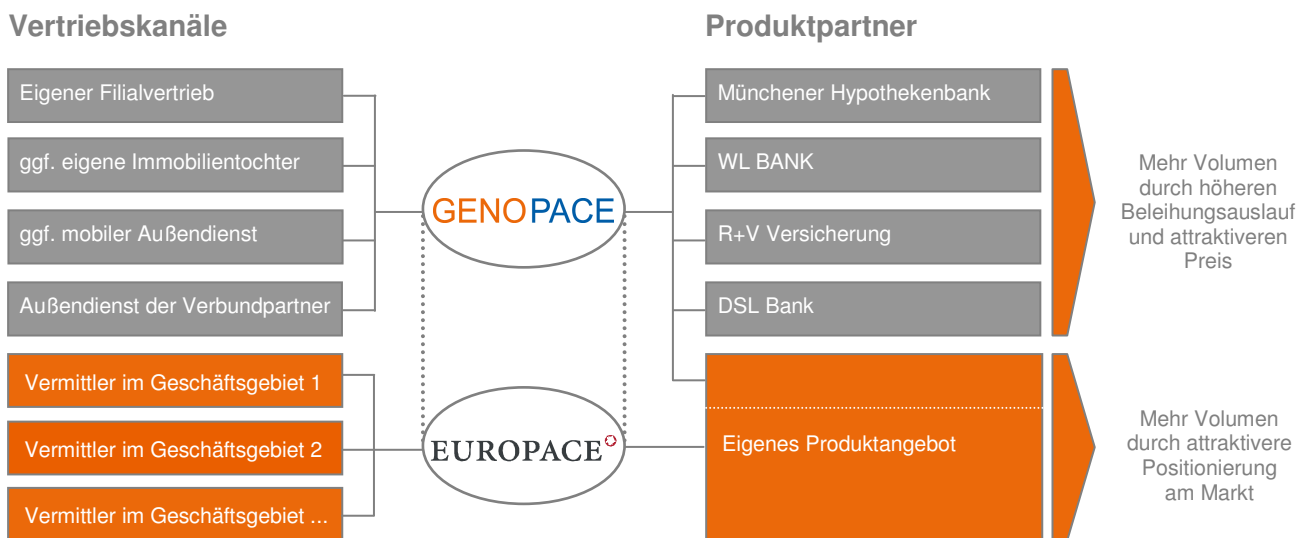 Vertriebskanäle
Eigener Filialvertrieb
ggf. eigene Immobilientochter
ggf. mobiler Außendienst
Außendienst der Verbundpartner
Vermittler im Geschäftsgebiet 1
Vermittler im Geschäftsgebiet 2
Vermittler im Geschäftsgebiet ...
GENOPACE
EUROPACE
Produktpartner
Münchener Hypothekenbank
WL BANK
R+V Versicherung
DSL Bank
Eigenes Produktangebot
Mehr Volumen
durch höheren
Beleihungsauslauf
und attraktiveren
Preis
Mehr Volumen
durch attraktivere
Positionierung
am Markt